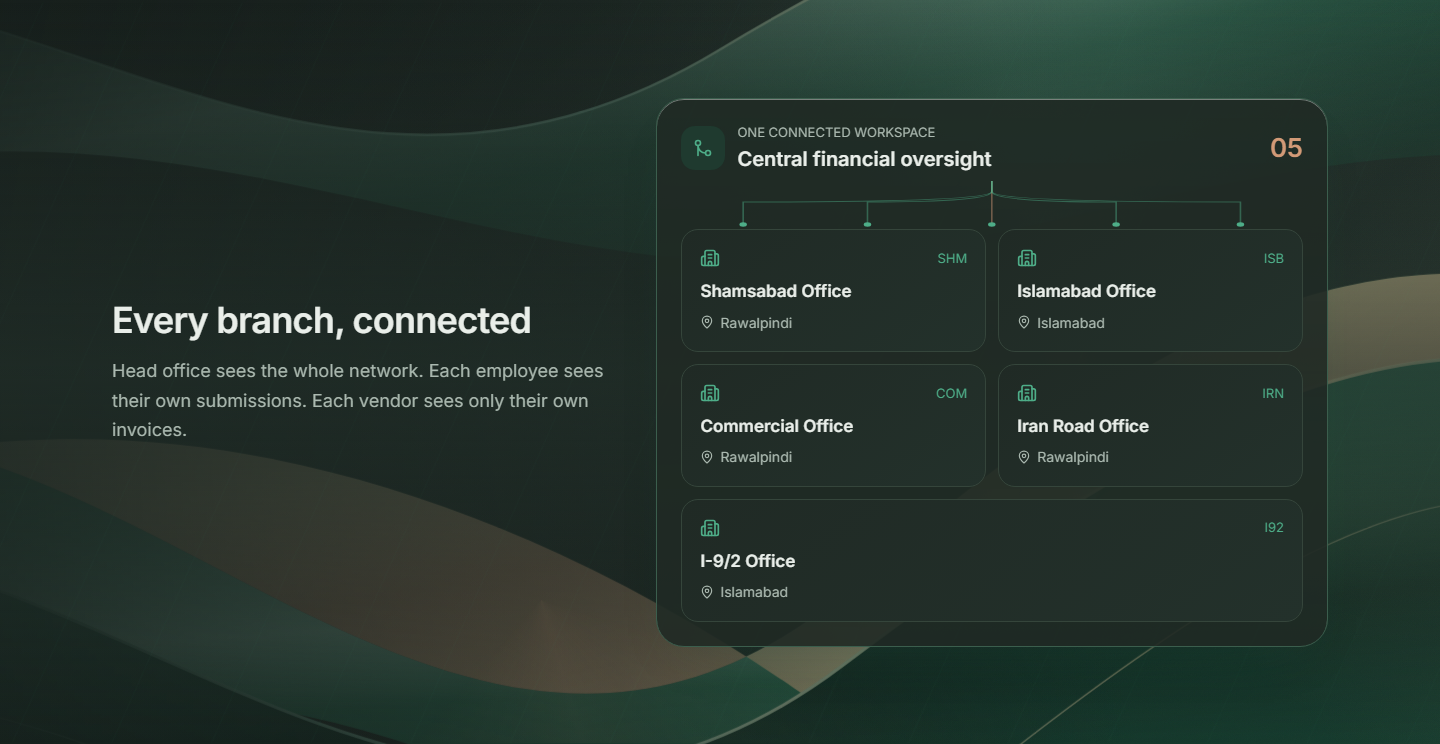 Every branch, connected
Head office sees the whole network. Each employee sees
their own submissions. Each vendor sees only their own
invoices.
ONE CONNECTED WORKSPACE
Central financial oversight
05
SHM
Shamsabad Office
Rawalpindi
ISB
Islamabad Office
Islamabad
COM
Commercial Office
Rawalpindi
IRN
Iran Road Office
Rawalpindi
I92
I-9/2 Office
Islamabad